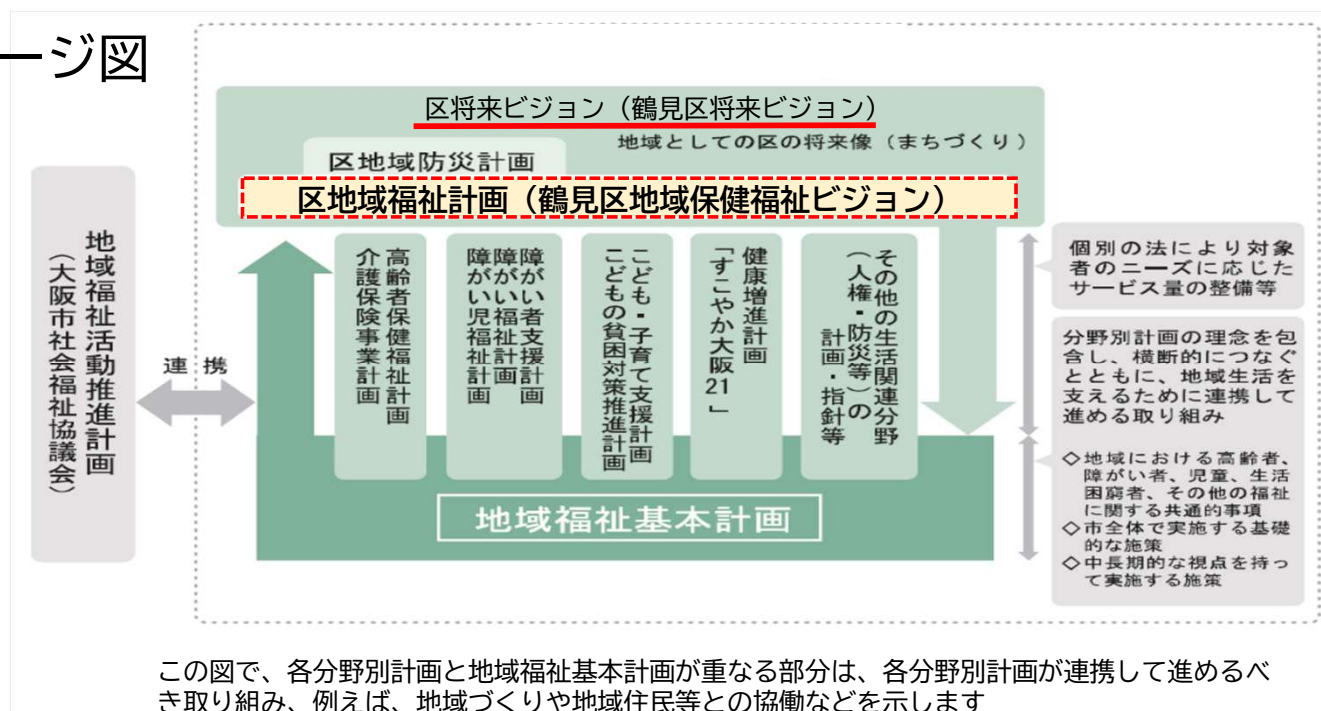 ージ図
区将来ビジョン（鶴見区将来ビジョン）
地域としての区の将来像（まちづくり）
区地域防災計画
区地域福祉計画（鶴見区地域保健福祉ビジョン）
地域福祉活動推進計画
（大阪市社会福祉協議会）
連携
高齢者保健福祉計画
介護保険事業計画
障がい者支援計画
障がい福祉計画
障がい児福祉計画
こども・子育て支援計画
こどもの貧困対策推進計画
健康増進計画
「すこやか大阪21」
その他の生活関連分野
（人権・防災等）の
計画・指針等
地域福祉基本計画
個別の法により対象
者のニーズに応じた
サービス量の整備等
分野別計画の理念を包
含し、横断的につなぐ
とともに、地域生活を
支えるために連携して
進める取り組み
◇地域における高齢者、
障がい者、児童、生活
困窮者、その他の福祉
に関する共通的事項
◇市全体で実施する基礎
的な施策
◇中長期的な視点を持っ
て実施する施策
この図で、各分野別計画と地域福祉基本計画が重なる部分は、各分野別計画が連携して進めるべ
き取り組み、例えば、地域づくりや地域住民等との協働などを示します